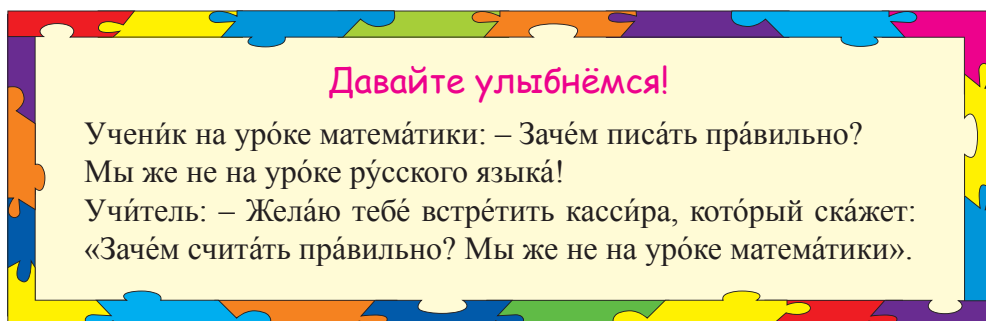 Давайте улыбнёмся!
Учени́к на уро́ке матема́тики: – Заче́м писа́ть пра́вильно?
Мы же не на уро́ке ру́сского языка́!
Учи́тель: – Жела́ю тебе́ встре́тить касси́ра, кото́рый ска́жет:
«Заче́м счита́ть пра́вильно? Мы же не на уро́ке матема́тики».